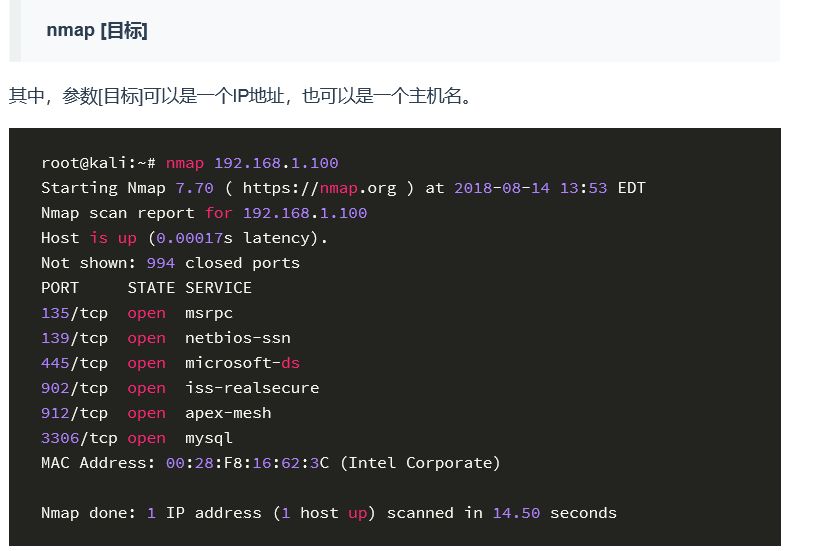 nmap [目标]
其中，参数[目标]可以是一个IP地址，也可以是一个主机名。
root@kali:~# nmap 192.168.1.100
Starting Nmap 7.70 ( https://nmap.org ) at 2018-08-14 13:53 EDT
Nmap scan report for 192.168.1.100
Host is up (0.00017s latency).
Not shown: 994 closed ports
PORT     STATE SERVICE
135/tcp  open  msrpc
139/tcp  open  netbios-ssn
445/tcp  open  microsoft-ds
902/tcp  open  iss-realsecure
912/tcp  open  apex-mesh
3306/tcp open  mysql
MAC Address: 00:28:F8:16:62:3C (Intel Corporate)
Nmap done: 1 IP address (1 host up) scanned in 14.50 seconds